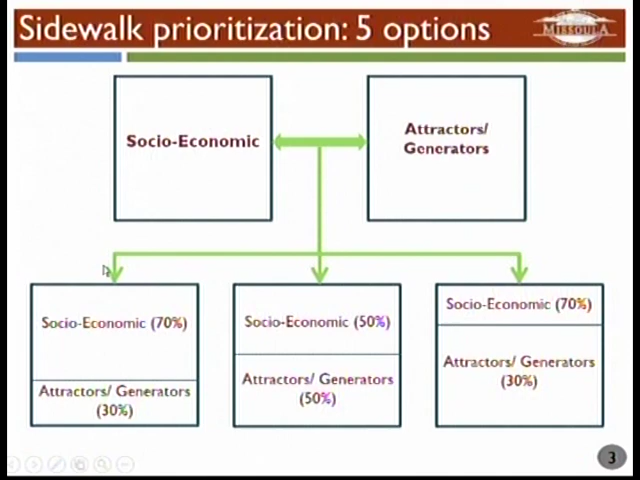 Sidewalk prioritization: 5 options
MISSOULA
Socio-Economic
Attractors/
Generators
Socio-Economic (70%)
Attractors/ Generators
(30%)
Socio-Economic (50%)
Attractors/ Generators
(50%)
Socio-Economic (70%)
Attractors/ Generators
(30%)
3